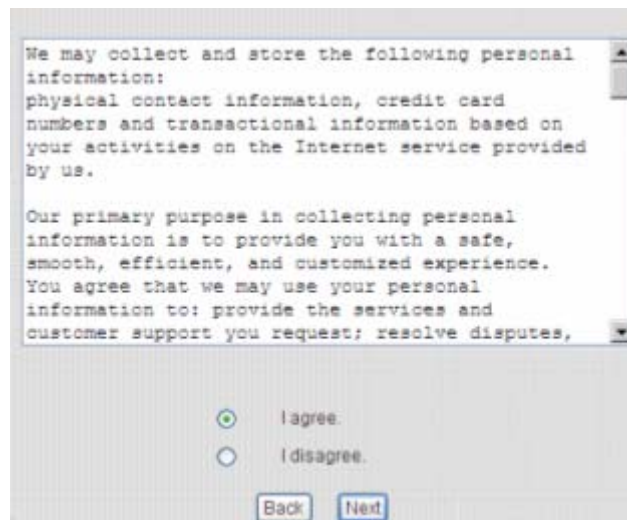 We may collect and store the following personal
information:
physical contact information, credit card
numbers and transactional information based on
your activities on the Internet service provided
by us.
Our primary purpose in collecting personal
information is to provide you with a safe,
smooth, efficient, and customized experience.
You agree that we may use your personal
information to: provide the services and
customer support you request; resolve disputes,
I agree.
I disagree.
Back Next